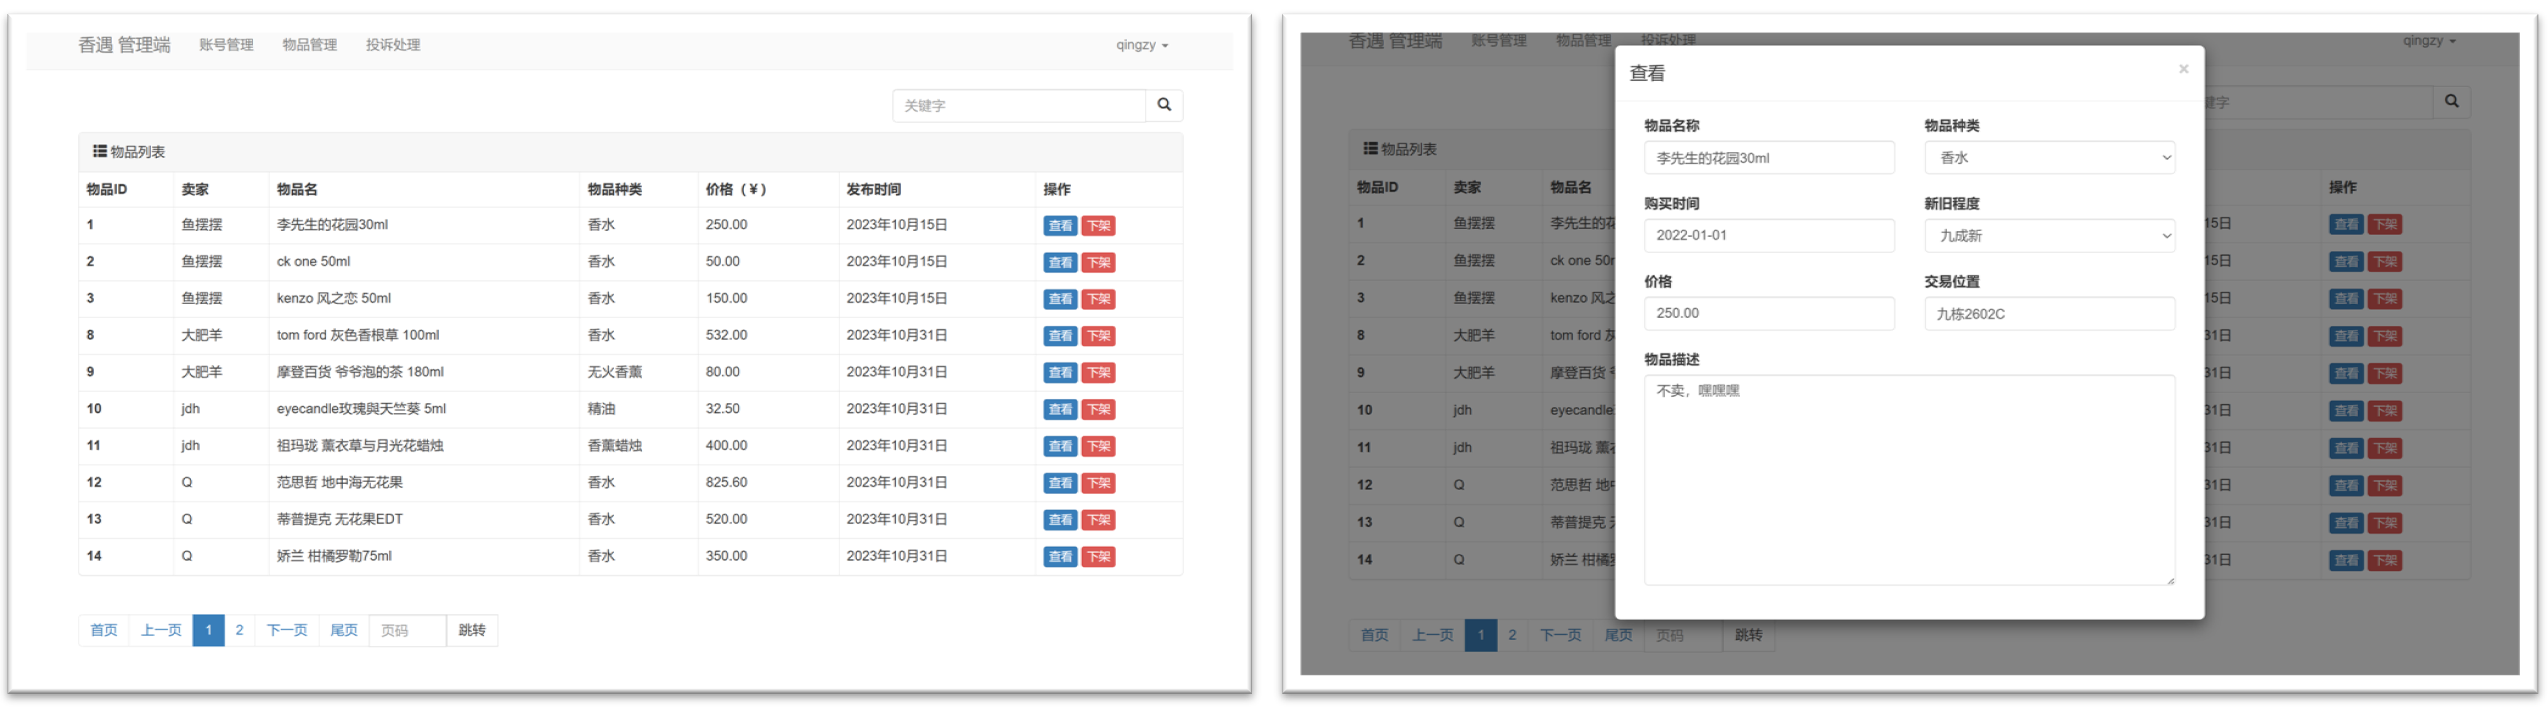 香遇 管理端 账号管理 物品管理 投诉处理 qingzy
关键字
物品列表
物品ID 卖家 物品名 物品种类 价格（¥） 发布时间 操作
1 鱼摆摆 李先生的花园30ml 香水 250.00 2023年10月15日 查看 下架
2 鱼摆摆 ck one 50ml 香水 50.00 2023年10月15日 查看 下架
3 鱼摆摆 kenzo 风之恋 50ml 香水 150.00 2023年10月15日 查看 下架
8 大肥羊 tom ford 灰色香根草 100ml 香水 532.00 2023年10月31日 查看 下架
9 大肥羊 摩登百货 爷爷泡的茶 180ml 无火香薰 80.00 2023年10月31日 查看 下架
10 jdh eyecandle玫瑰與天竺葵 5ml 精油 32.50 2023年10月31日 查看 下架
11 jdh 祖玛珑 薰衣草与月光花蜡烛 香薰蜡烛 400.00 2023年10月31日 查看 下架
12 Q 范思哲 地中海无花果 香水 825.60 2023年10月31日 查看 下架
13 Q 蒂普提克 无花果EDT 香水 520.00 2023年10月31日 查看 下架
14 Q 娇兰 柑橘罗勒75ml 香水 350.00 2023年10月31日 查看 下架
首页 上一页 1 2 下一页 尾页 页码 跳转
香遇 管理端 账号管理 物品管理 投诉处理 qingzy
键字
物品列表
物品ID 卖家 物品名 操作
1 鱼摆摆 李先生的花 15日 查看 下架
2 鱼摆摆 ck one 50m 15日 查看 下架
3 鱼摆摆 kenzo 风之 15日 查看 下架
8 大肥羊 tom ford 灰 31日 查看 下架
9 大肥羊 摩登百货 31日 查看 下架
10 jdh eyecandle 31日 查看 下架
11 jdh 祖玛珑 薰 31日 查看 下架
12 Q 范思哲 地中 31日 查看 下架
13 Q 蒂普提克 31日 查看 下架
14 Q 娇兰 柑橘 31日 查看 下架
首页 上一页 1 2 下一页 尾页 页码 跳转
查看 ×
物品名称 物品种类
李先生的花园30ml 香水
购买时间 新旧程度
2022-01-01 九成新
价格 交易位置
250.00 九栋2602C
物品描述
不卖，嘿嘿嘿